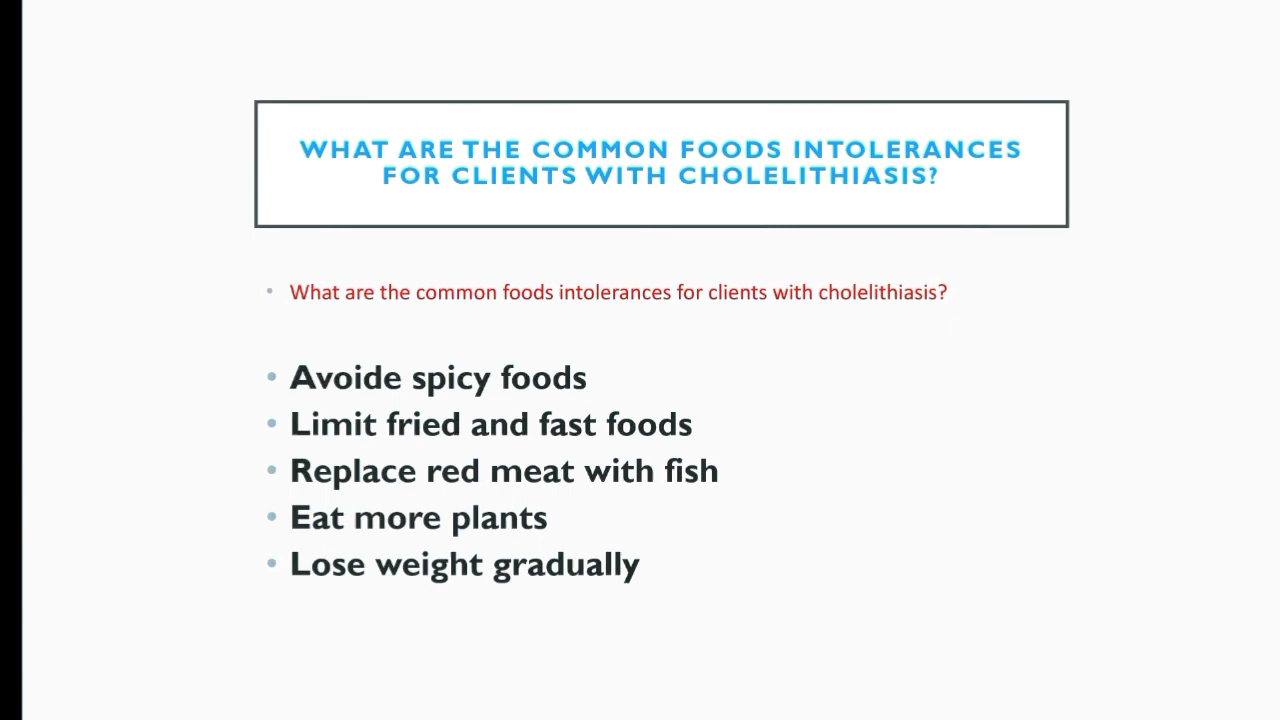 WHAT ARE THE COMMON FOODS INTOLERANCES
FOR CLIENTS WITH CHOLELITHIASIS?
• What are the common foods intolerances for clients with cholelithiasis?
• Avoide spicy foods
• Limit fried and fast foods
• Replace red meat with fish
• Eat more plants
• Lose weight gradually